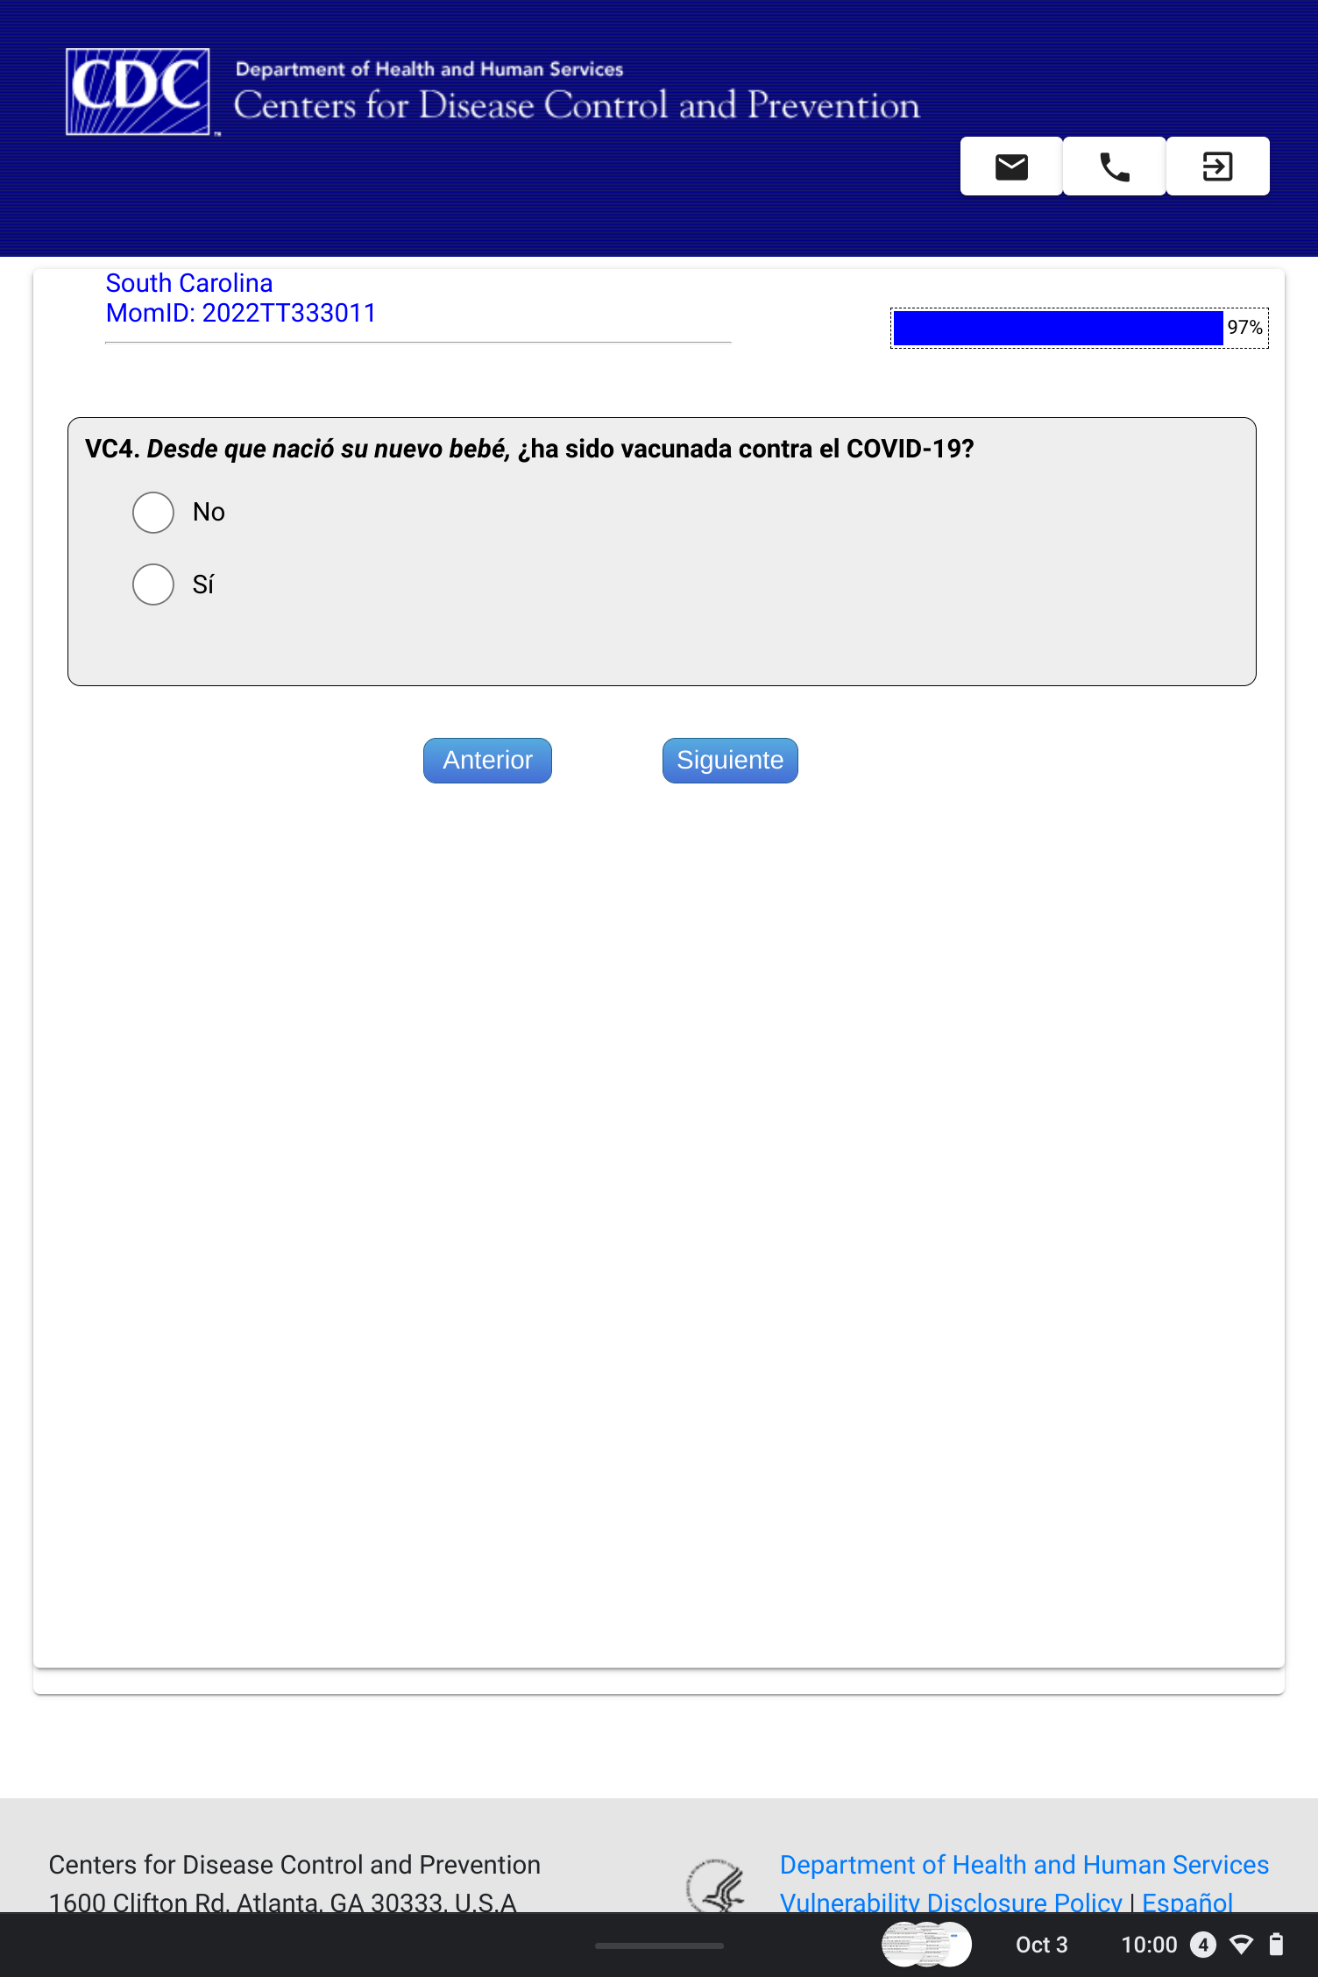 CDC
™
Department of Health and Human Services
Centers for Disease Control and Prevention
South Carolina
MomID: 2022TT333011
97%
VC4. Desde que nació su nuevo bebé, ¿ha sido vacunada contra el COVID-19?
No
Sí
Anterior
Siguiente
Centers for Disease Control and Prevention
1600 Clifton Rd. Atlanta, GA 30333, U.S.A
Department of Health and Human Services
Vulnerability Disclosure Policy | Español
Oct 3
10:00
4